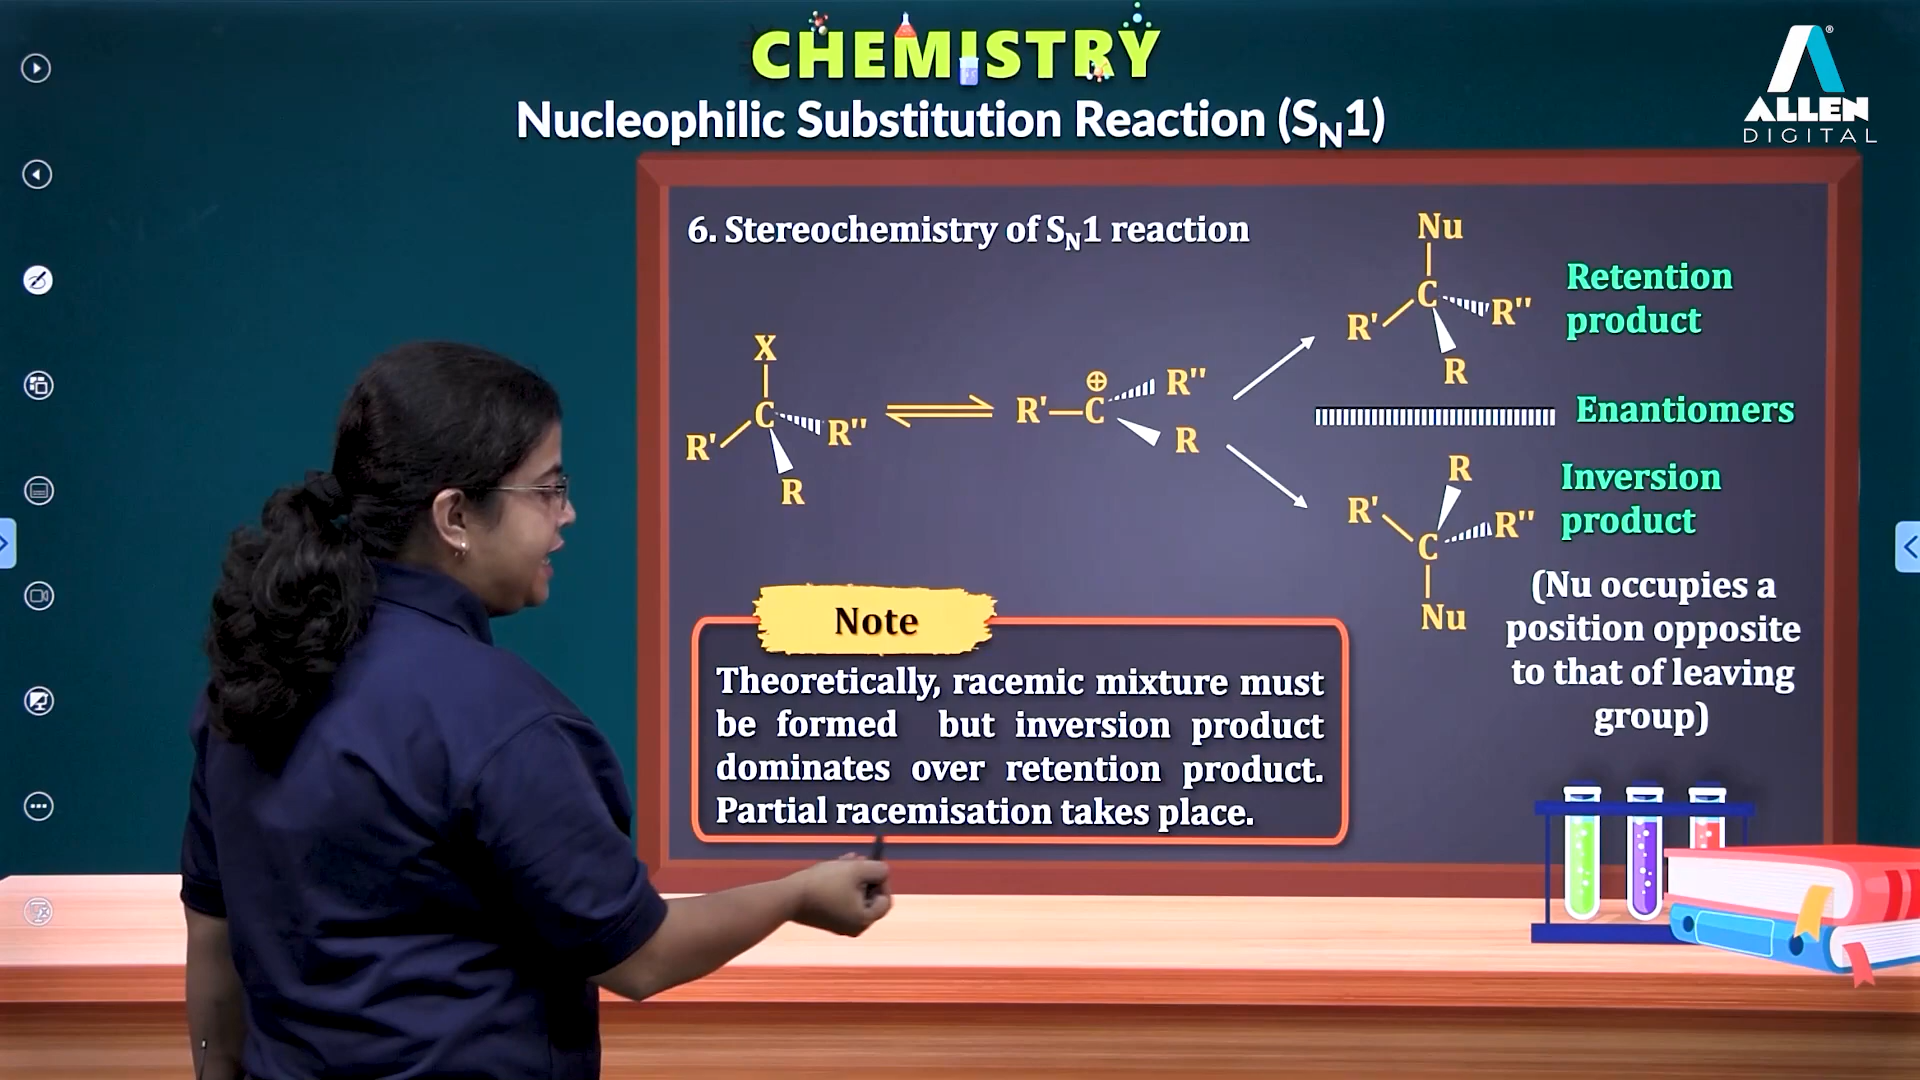 CHEMISTRY
Nucleophilic Substitution Reaction (S_N1)
ALLEN
DIGITAL
6. Stereochemistry of S_N1 reaction
X
C
R'
R''
R
R'—C
⊕
R''
R
Nu
C
R'
R''
R
Retention
product
Enantiomers
R
R'
R''
C
Nu
Inversion
product
(Nu occupies a
position opposite
to that of leaving
group)
Note
Theoretically, racemic mixture must
be formed but inversion product
dominates over retention product.
Partial racemisation takes place.